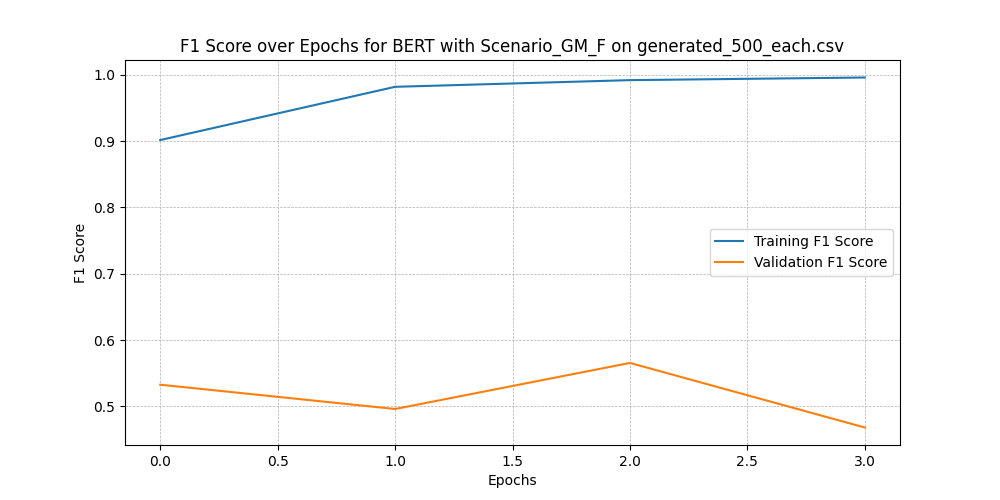 F1 Score over Epochs for BERT with Scenario_GM_F on generated_500_each.csv
1.0
0.9
0.8
0.7
0.6
0.5
F1 Score
Training F1 Score
Validation F1 Score
0.0 0.5 1.0 1.5 2.0 2.5 3.0
Epochs